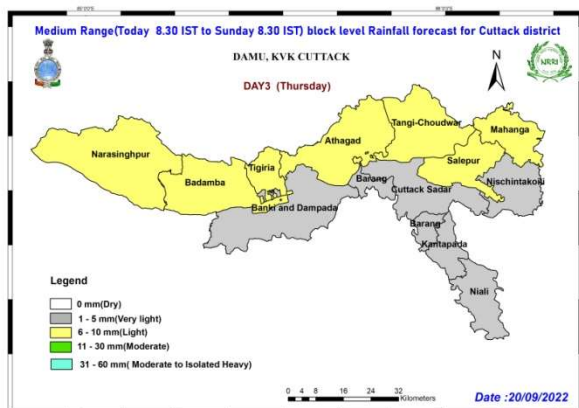 Medium Range(Today 8.30 IST to Sunday 8.30 IST) block level Rainfall forecast for Cuttack district
DAMU, KVK CUTTACK
NRRI
N
DAY3 (Thursday)
Tangi-Choudwar
Mahanga
Athagad
Narasinghpur
Tigiria
Salepur
Badamba
Barang
Cuttack Sadar
Nischintakoili
Banki and Dampada
Barang
Kantapada
Niali
Legend
0 mm(Dry)
1 - 5 mm(Very light)
6 - 10 mm(Light)
11 - 30 mm(Moderate)
31 - 60 mm( Moderate to Isolated Heavy)
0 4 8 16 24 32
Kilometers
Date :20/09/2022